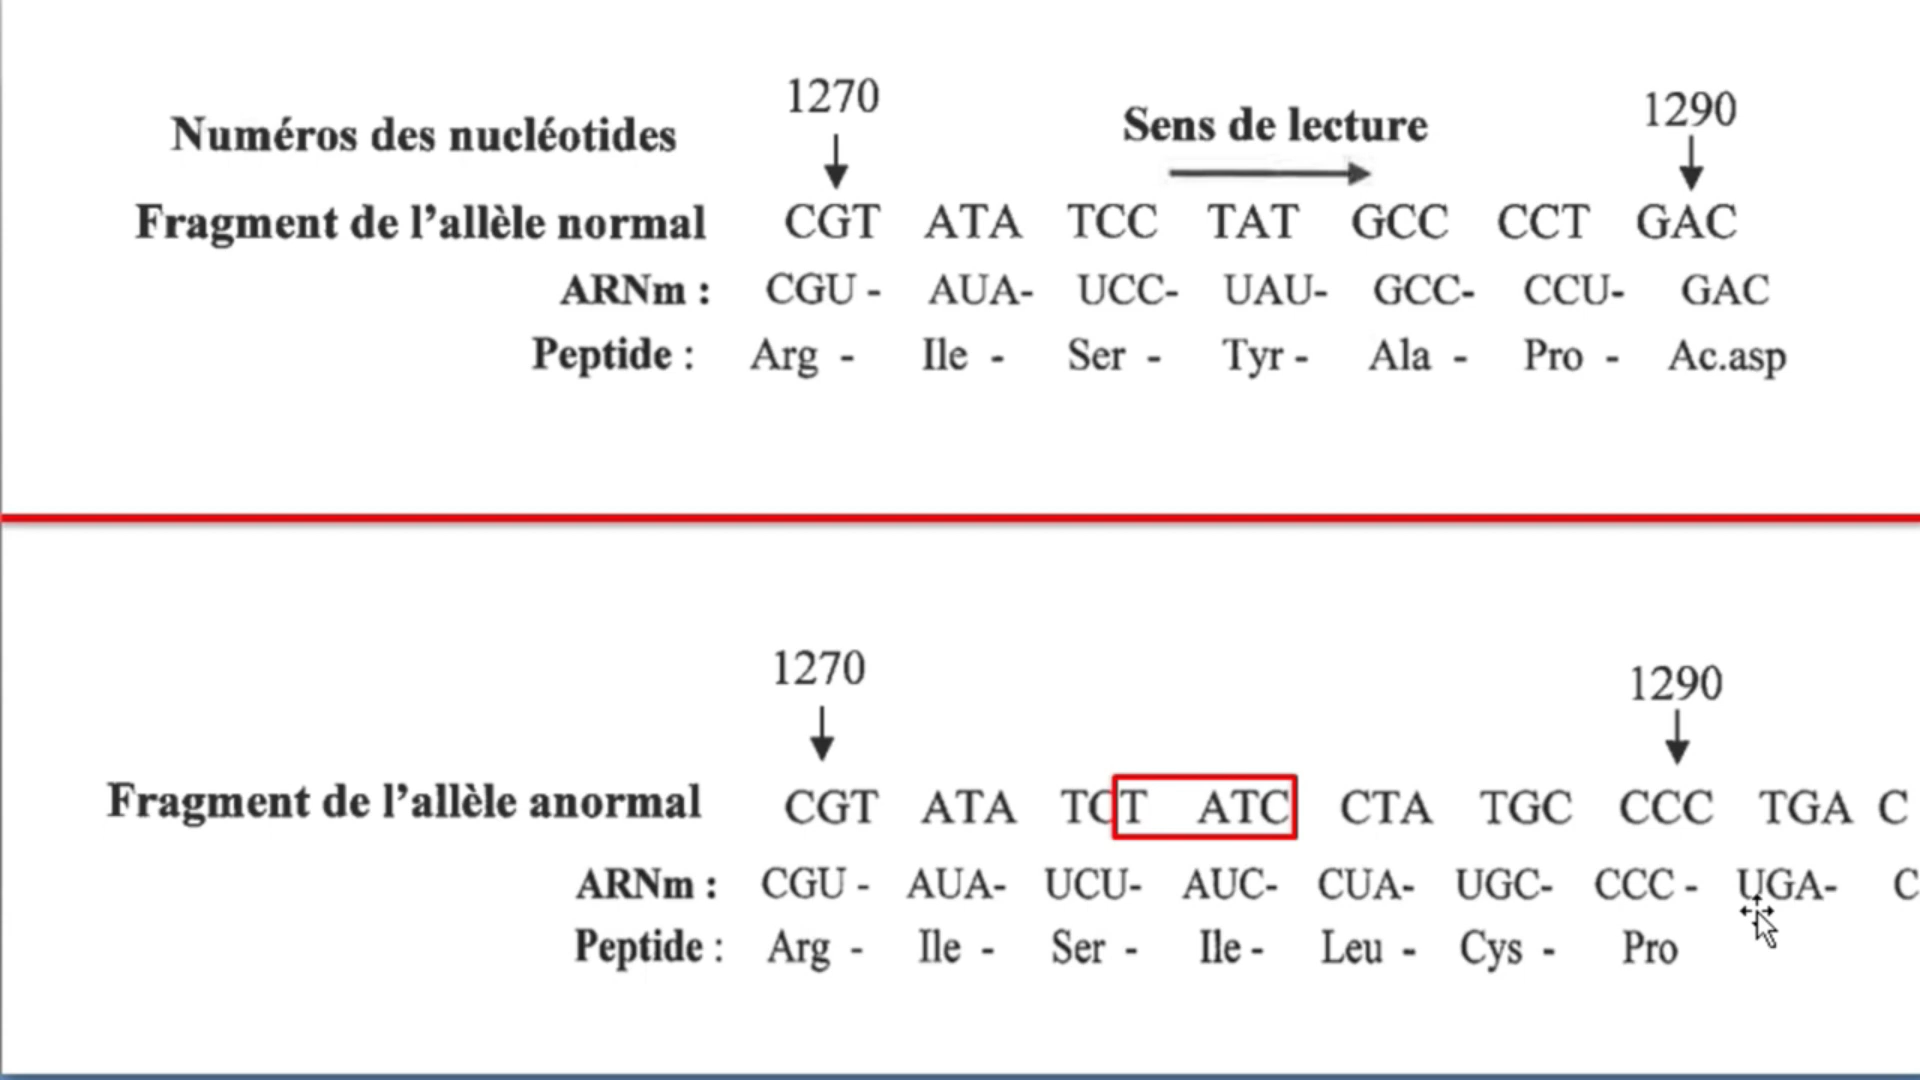 1270 1290
Numéros des nucléotides Sens de lecture
Fragment de l'allèle normal CGT ATA TCC TAT GCC CCT GAC
ARNm : CGU - AUA- UCC- UAU- GCC- CCU- GAC
Peptide : Arg - Ile - Ser - Tyr - Ala - Pro - Ac.asp
1270 1290
Fragment de l'allèle anormal CGT ATA TCT ATC CTA TGC CCC TGA C
ARNm : CGU - AUA- UCU- AUC- CUA- UGC- CCC - UGA- C
Peptide : Arg - Ile - Ser - Ile - Leu - Cys - Pro